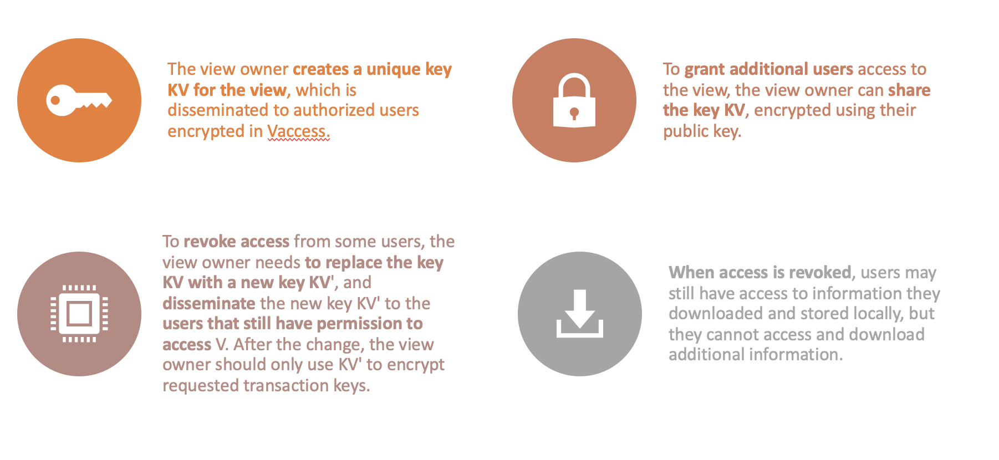 The view owner creates a unique key
KV for the view, which is
disseminated to authorized users
encrypted in Vaccess.
To grant additional users access to
the view, the view owner can share
the key KV, encrypted using their
public key.
To revoke access from some users, the
view owner needs to replace the key
KV with a new key KV', and
disseminate the new key KV' to the
users that still have permission to
access V. After the change, the view
owner should only use KV' to encrypt
requested transaction keys.
When access is revoked, users may
still have access to information they
downloaded and stored locally, but
they cannot access and download
additional information.